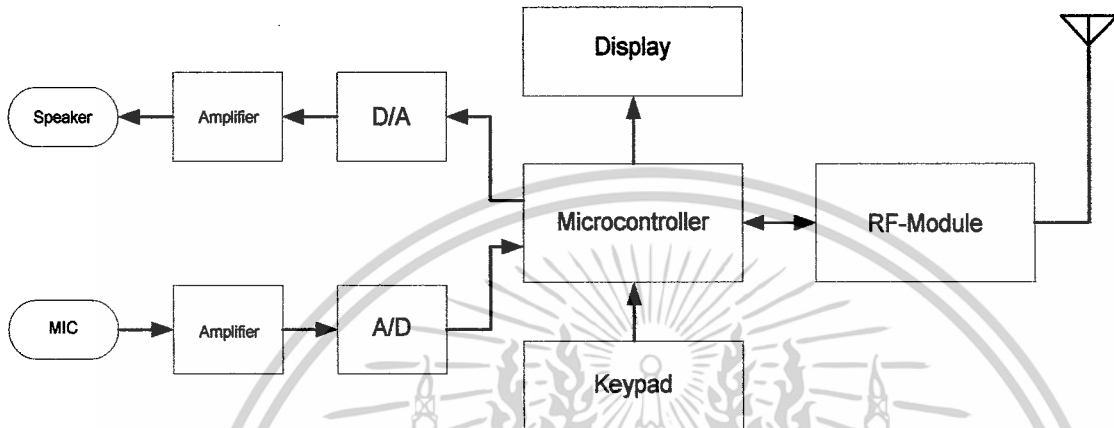 Display
Speaker
Amplifier
D/A
Microcontroller
RF-Module
MIC
Amplifier
A/D
Keypad